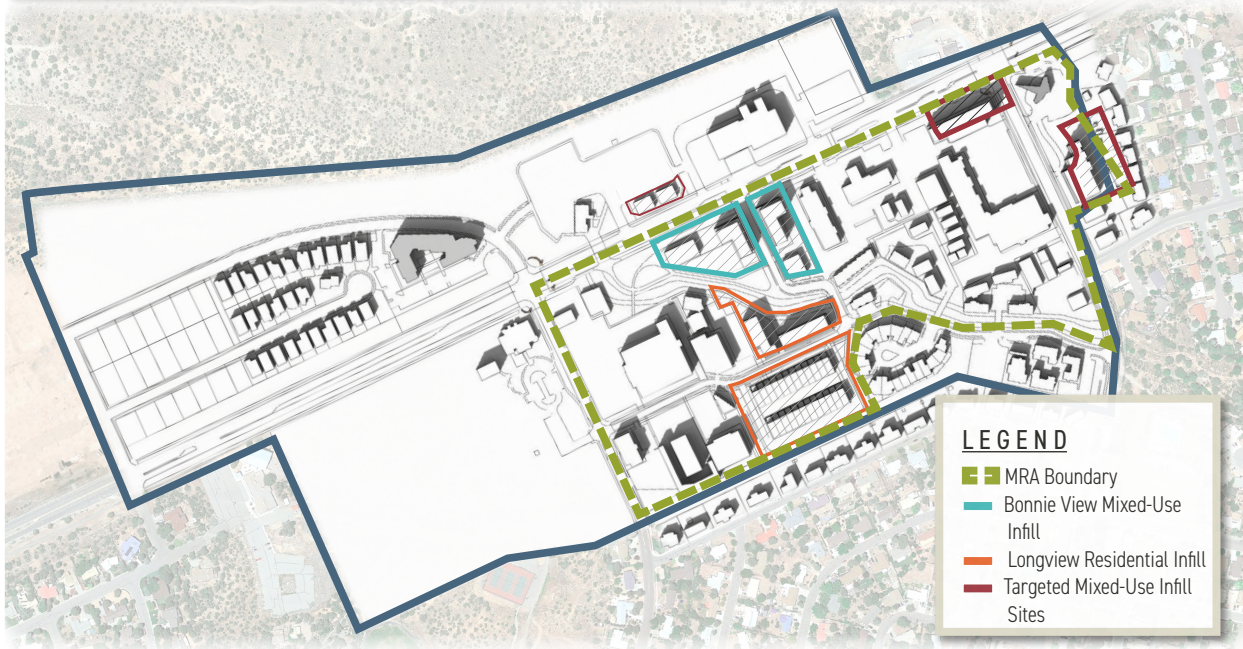 LEGEND
MRA Boundary
Bonnie View Mixed-Use
Infill
Longview Residential Infill
Targeted Mixed-Use Infill
Sites